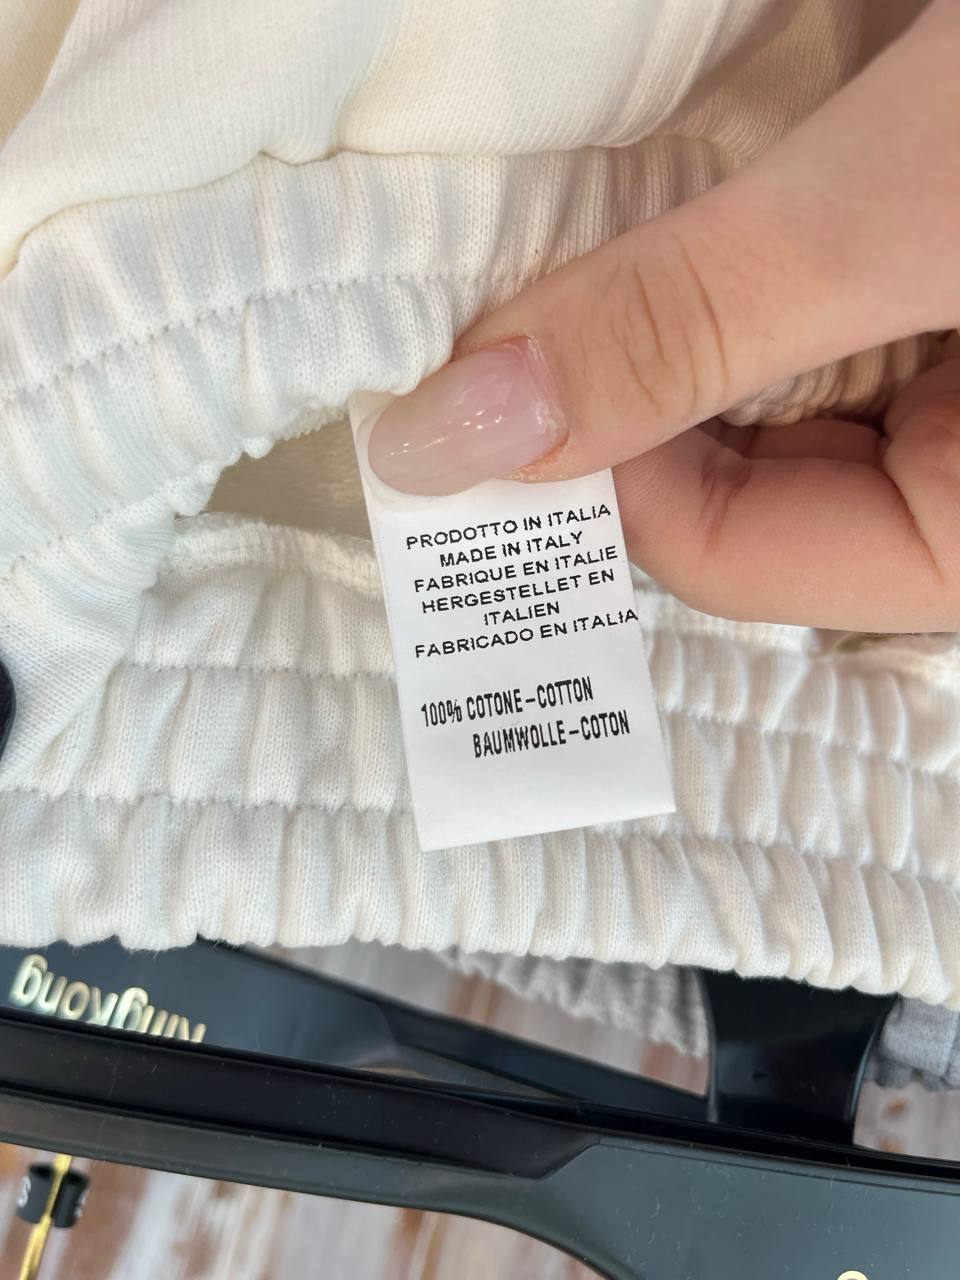 PRODOTTO IN ITALIA
MADE IN ITALY
FABRIQUE EN ITALIE
HERGESTELLET EN
ITALIEN
FABRICADO EN ITALIA
100% COTONE-COTTON
BAUMWOLLE-COTON
kingkong
S